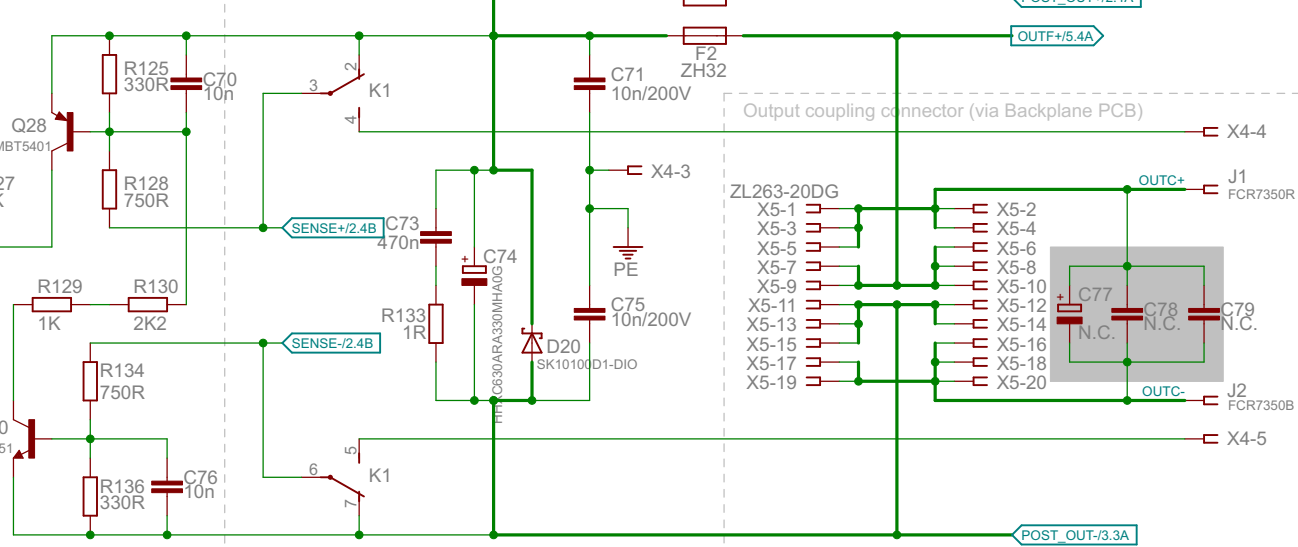 OUTF+/5.4A
F2
ZH32
R125
330R
C70
10n
2
3
K1
4
C71
10n/200V
Output coupling connector (via Backplane PCB)
Q28
MBT5401
X4-4
X4-3
R128
750R
SENSE+/2.4B
C73
470n
C74
HHXC630ARA330MHA0G
PE
ZL263-20DG
X5-1
X5-3
X5-5
X5-7
X5-9
X5-11
X5-13
X5-15
X5-17
X5-19
X5-2
X5-4
X5-6
X5-8
X5-10
X5-12
X5-14
X5-16
X5-18
X5-20
OUTC+
J1
FCR7350R
C77
N.C.
C78
N.C.
C79
N.C.
R129
1K
R130
2K2
R133
1R
C75
10n/200V
SENSE-/2.4B
D20
SK10100D1-DIO
R134
750R
OUTC-
J2
FCR7350B
X4-5
5
6
K1
7
R136
330R
C76
10n
POST_OUT-/3.3A